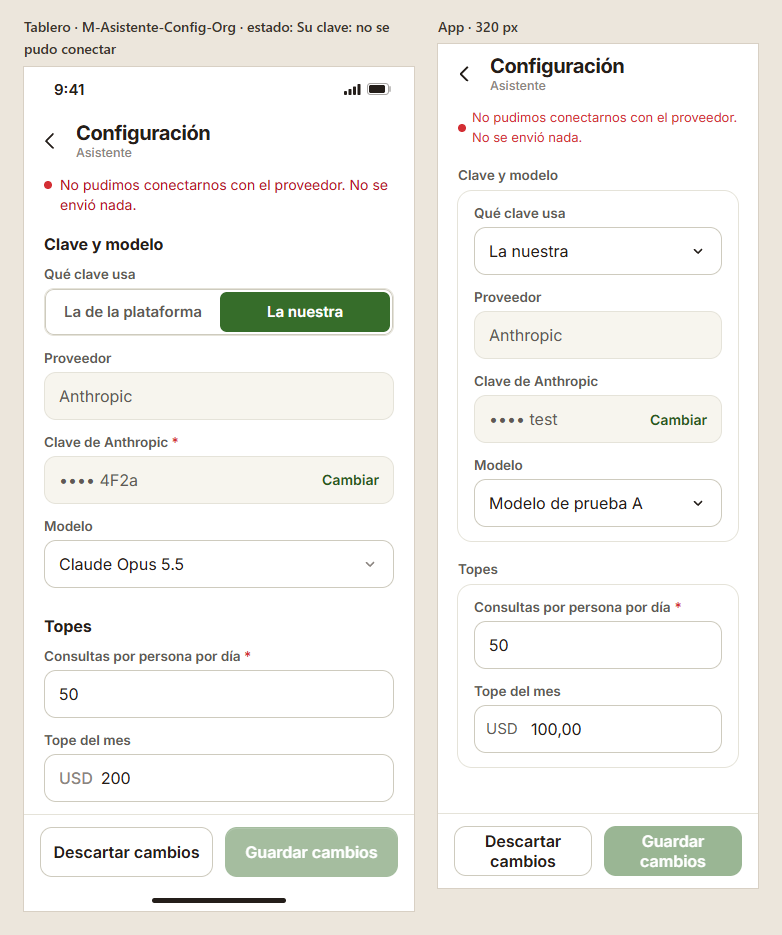 Tablero · M-Asistente-Config-Org · estado: Su clave: no se
pudo conectar
9:41
Configuración
Asistente
No pudimos conectarnos con el proveedor. No se
envió nada.
Clave y modelo
Qué clave usa
La de la plataforma
La nuestra
Proveedor
Anthropic
Clave de Anthropic *
•••• 4F2a
Cambiar
Modelo
Claude Opus 5.5
Topes
Consultas por persona por día *
50
Tope del mes
USD 200
Descartar cambios
Guardar cambios
App · 320 px
Configuración
Asistente
No pudimos conectarnos con el proveedor.
No se envió nada.
Clave y modelo
Qué clave usa
La nuestra
Proveedor
Anthropic
Clave de Anthropic
•••• test
Cambiar
Modelo
Modelo de prueba A
Topes
Consultas por persona por día *
50
Tope del mes
USD 100,00
Descartar
cambios
Guardar
cambios